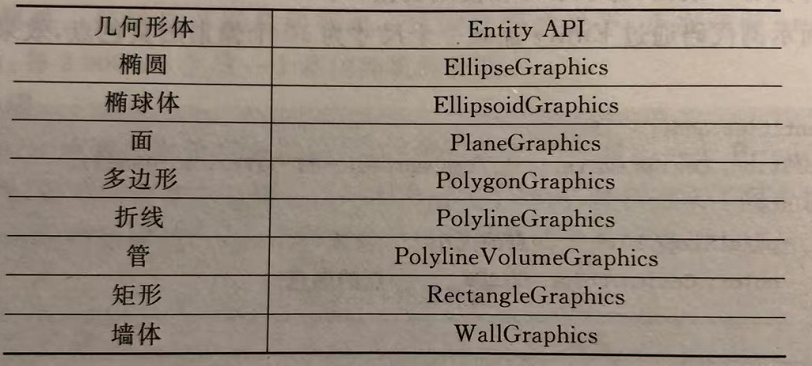 几何形体 Entity API
椭圆 EllipseGraphics
椭球体 EllipsoidGraphics
面 PlaneGraphics
多边形 PolygonGraphics
折线 PolylineGraphics
管 PolylineVolumeGraphics
矩形 RectangleGraphics
墙体 WallGraphics